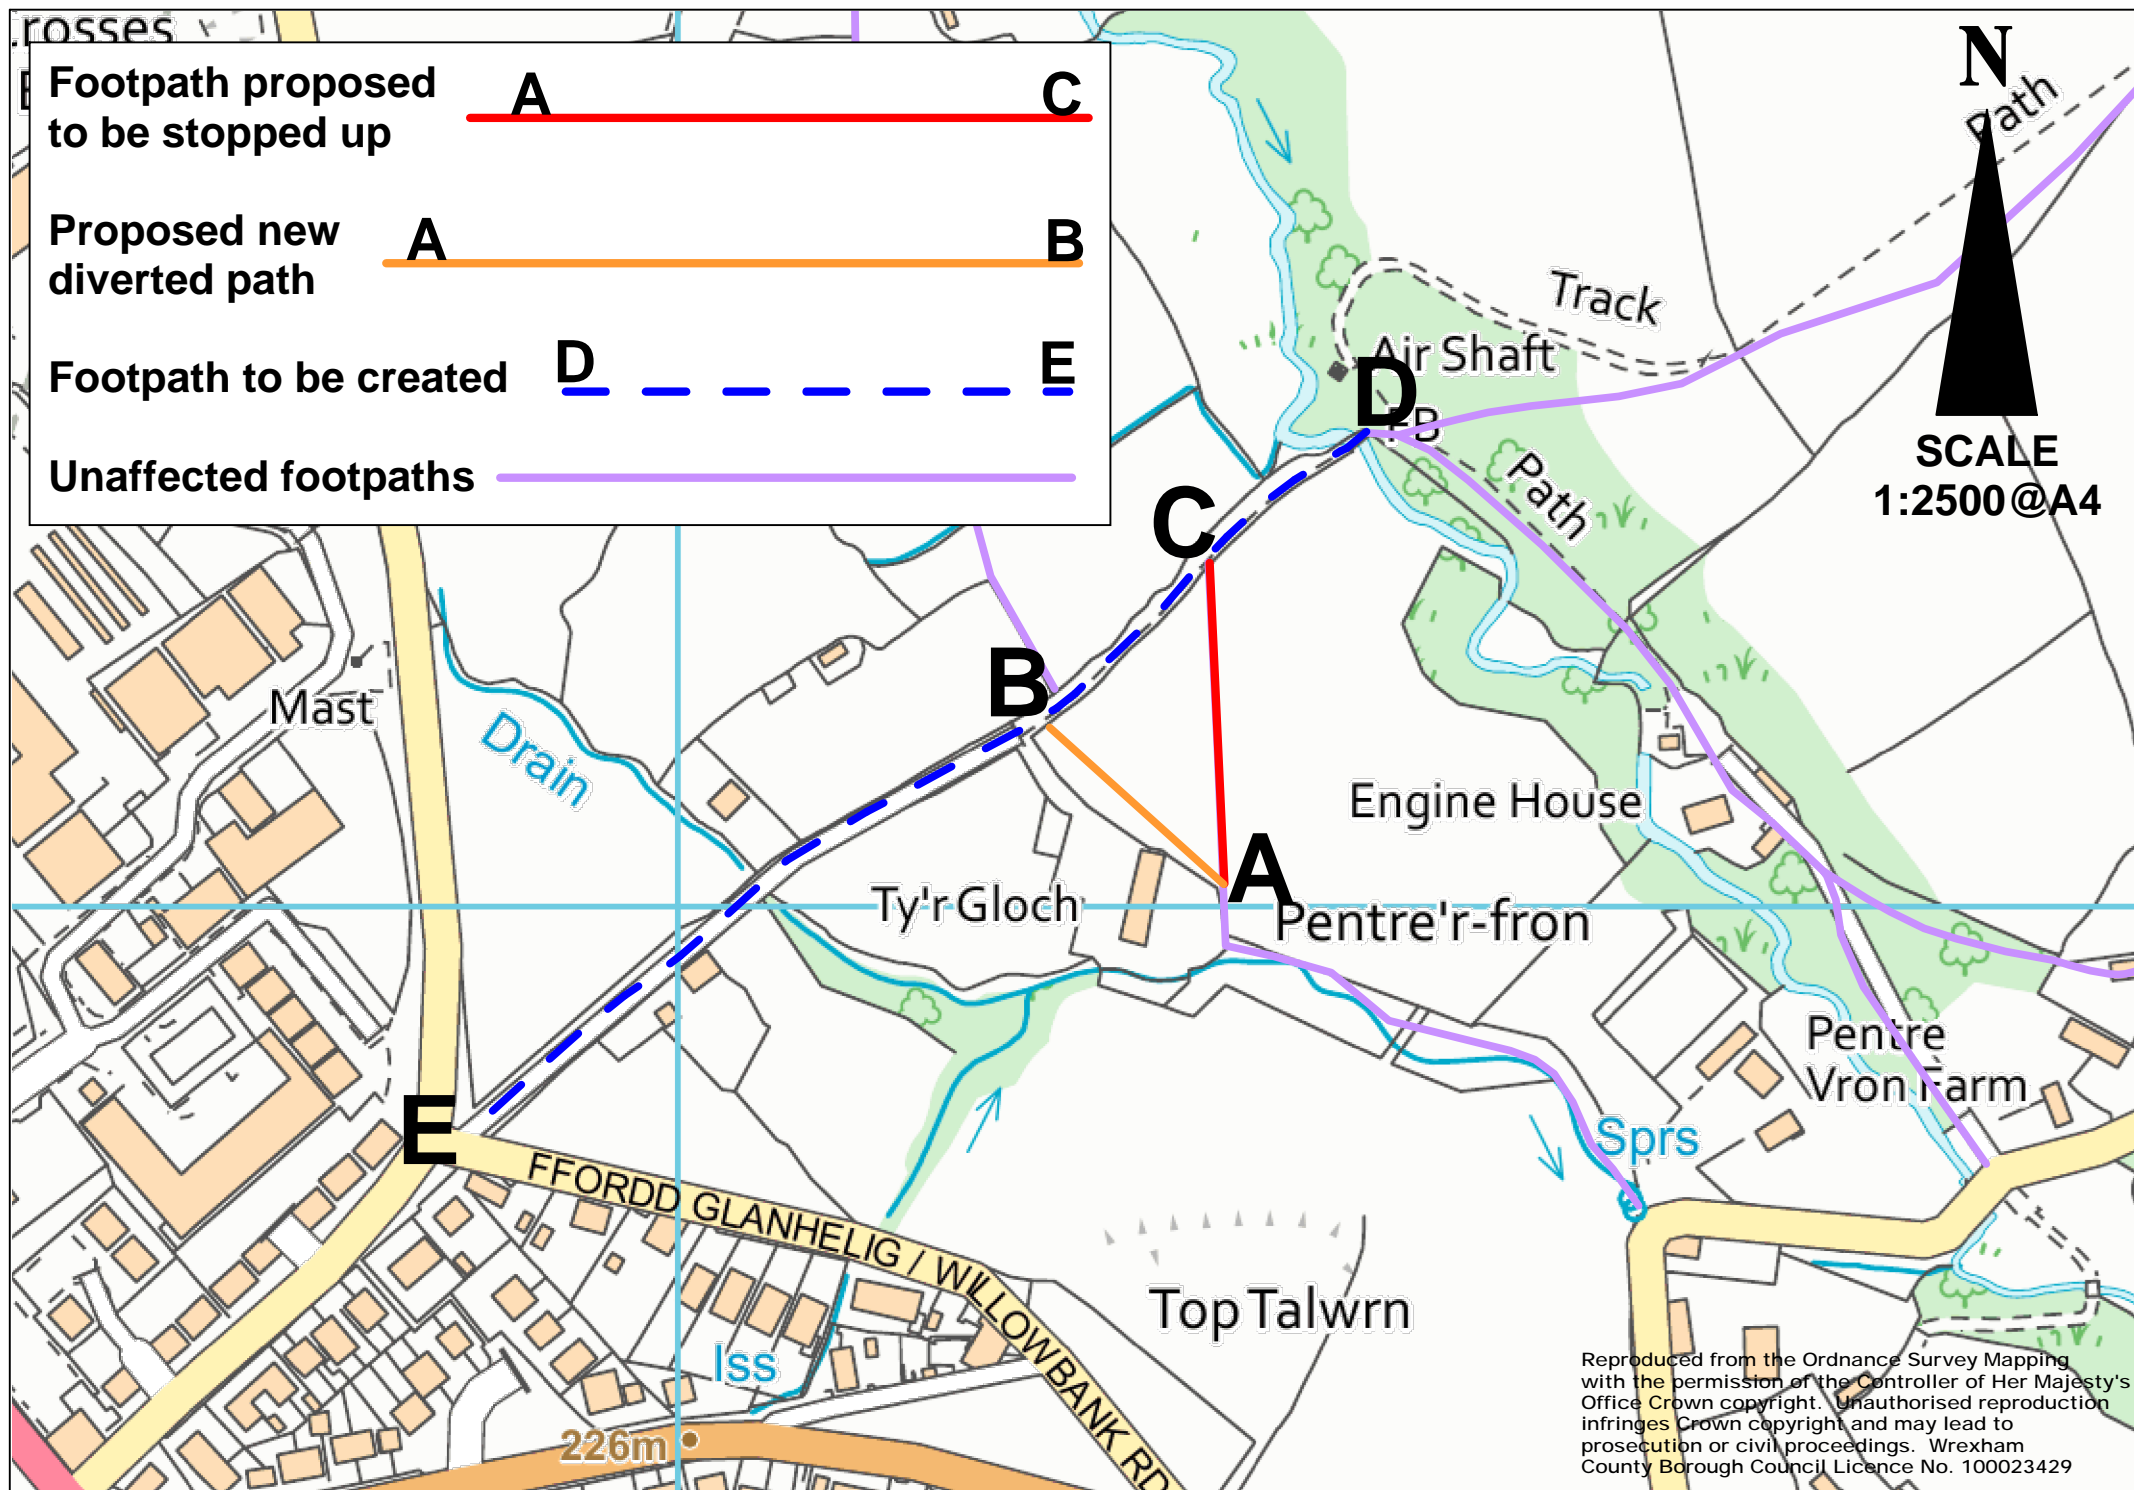 rosses
Footpath proposed
to be stopped up
A
C
Proposed new
diverted path
A
B
Footpath to be created
D
E
Unaffected footpaths
N
Path
SCALE
1:2500@A4
Track
Air Shaft
D
FB
Path
C
B
A
E
Mast
Drain
Engine House
Ty'r Gloch
Pentre'r-fron
Pentre
Vron Farm
Sprs
FFORDD GLANHELIG / WILLOWBANK RD
Top Talwrn
Iss
226m
Reproduced from the Ordnance Survey Mapping
with the permission of the Controller of Her Majesty's
Office Crown copyright. Unauthorised reproduction
infringes Crown copyright and may lead to
prosecution or civil proceedings. Wrexham
County Borough Council Licence No. 100023429